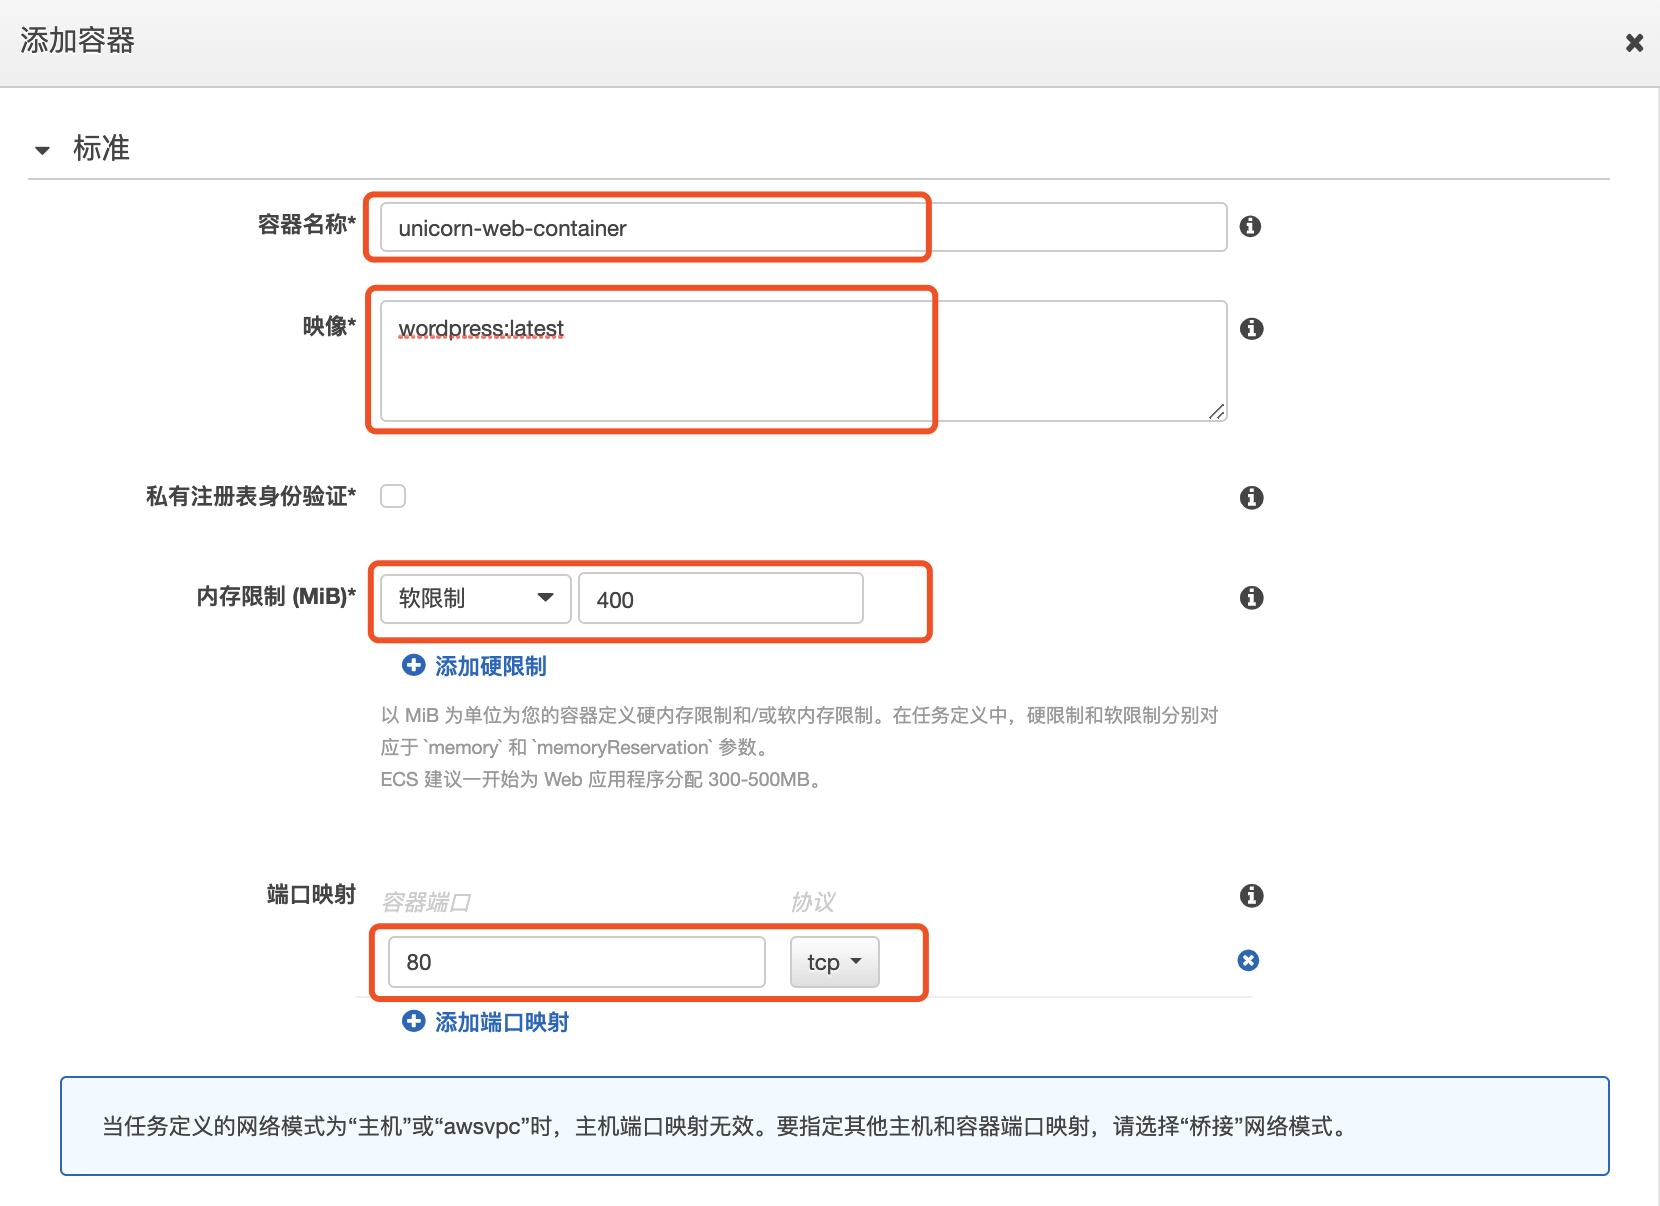 添加容器
标准
容器名称* unicorn-web-container
映像* wordpress:latest
私有注册表身份验证*
内存限制 (MiB)* 软限制 400
添加硬限制
以 MiB 为单位为您的容器定义硬内存限制和/或软内存限制。在任务定义中，硬限制和软限制分别对
应于 `memory` 和 `memoryReservation` 参数。
ECS 建议一开始为 Web 应用程序分配 300-500MB。
端口映射 容器端口 协议
80 tcp
添加端口映射
当任务定义的网络模式为“主机”或“awsvpc”时，主机端口映射无效。要指定其他主机和容器端口映射，请选择“桥接”网络模式。